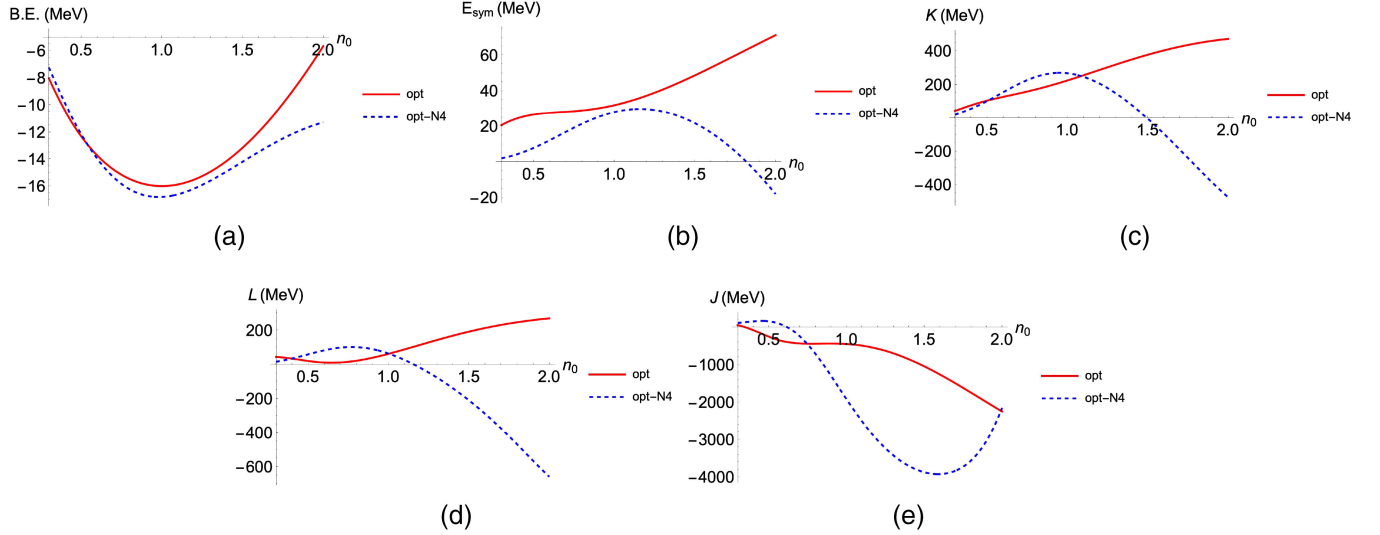 B.E. (MeV)
n₀
0.5 1.0 1.5 2.0
−6
−8
−10
−12
−14
−16
opt
opt−N4
(a)
Esym (MeV)
60
40
20
−20
n₀
0.5 1.0 1.5 2.0
opt
opt−N4
(b)
K (MeV)
400
200
−200
−400
n₀
0.5 1.0 1.5 2.0
opt
opt−N4
(c)
L (MeV)
200
−200
−400
−600
n₀
0.5 1.0 1.5 2.0
opt
opt−N4
(d)
J (MeV)
n₀
0.5 1.0 1.5 2.0
−1000
−2000
−3000
−4000
opt
opt−N4
(e)